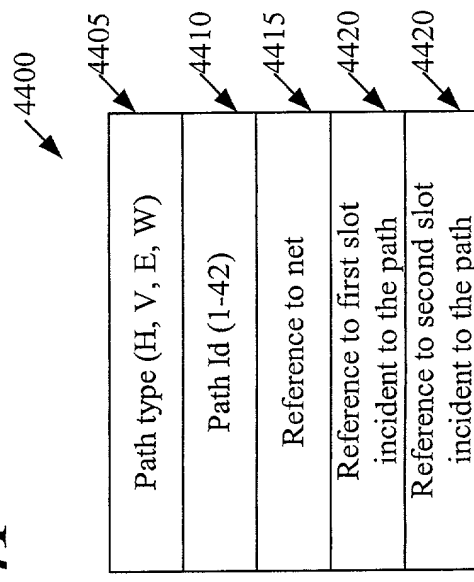 4400
Path type (H, V, E, W)
4405
Path Id (1-42)
4410
Reference to net
4415
Reference to first slot
incident to the path
4420
Reference to second slot
incident to the path
4420